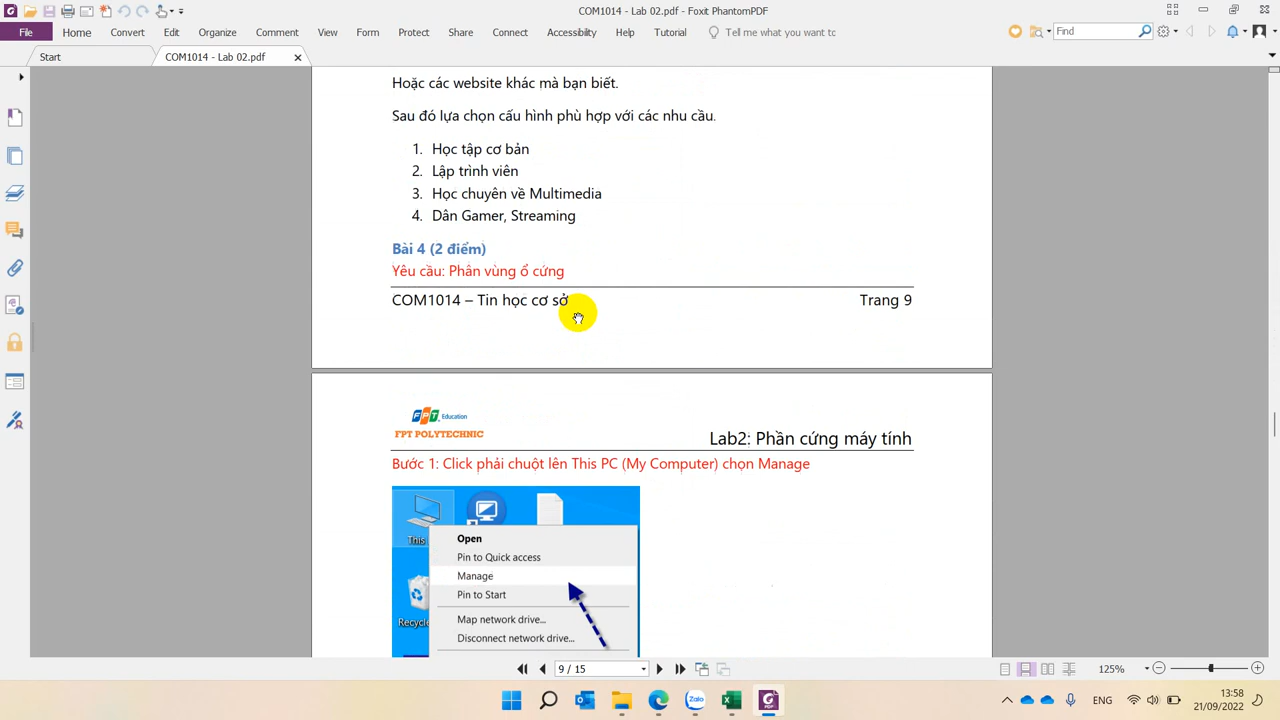 COM1014 - Lab 02.pdf - Foxit PhantomPDF
File Home Convert Edit Organize Comment View Form Protect Share Connect Accessibility Help Tutorial Tell me what you want to Find
Start COM1014 - Lab 02.pdf
Hoặc các website khác mà bạn biết.
Sau đó lựa chọn cấu hình phù hợp với các nhu cầu.
1. Học tập cơ bản
2. Lập trình viên
3. Học chuyên về Multimedia
4. Dân Gamer, Streaming
Bài 4 (2 điểm)
Yêu cầu: Phân vùng ổ cứng
COM1014 – Tin học cơ sở Trang 9
FPT Education
FPT POLYTECHNIC
Lab2: Phần cứng máy tính
Bước 1: Click phải chuột lên This PC (My Computer) chọn Manage
This
Open
Pin to Quick access
Manage
Pin to Start
Recycle
Map network drive...
Disconnect network drive...
9 / 15 125%
Zalo PDF ENG 13:58
21/09/2022